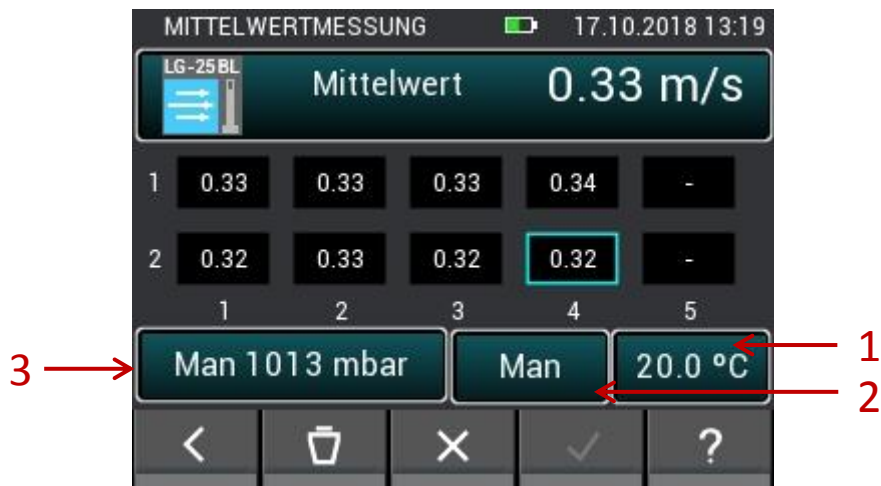 MITTELWERTMESSUNG 17.10.2018 13:19
LG-25BL
Mittelwert 0.33 m/s
1 0.33 0.33 0.33 0.34 -
2 0.32 0.33 0.32 0.32 -
1 2 3 4 5
Man 1013 mbar Man 20.0 ºC
1
2
3
?